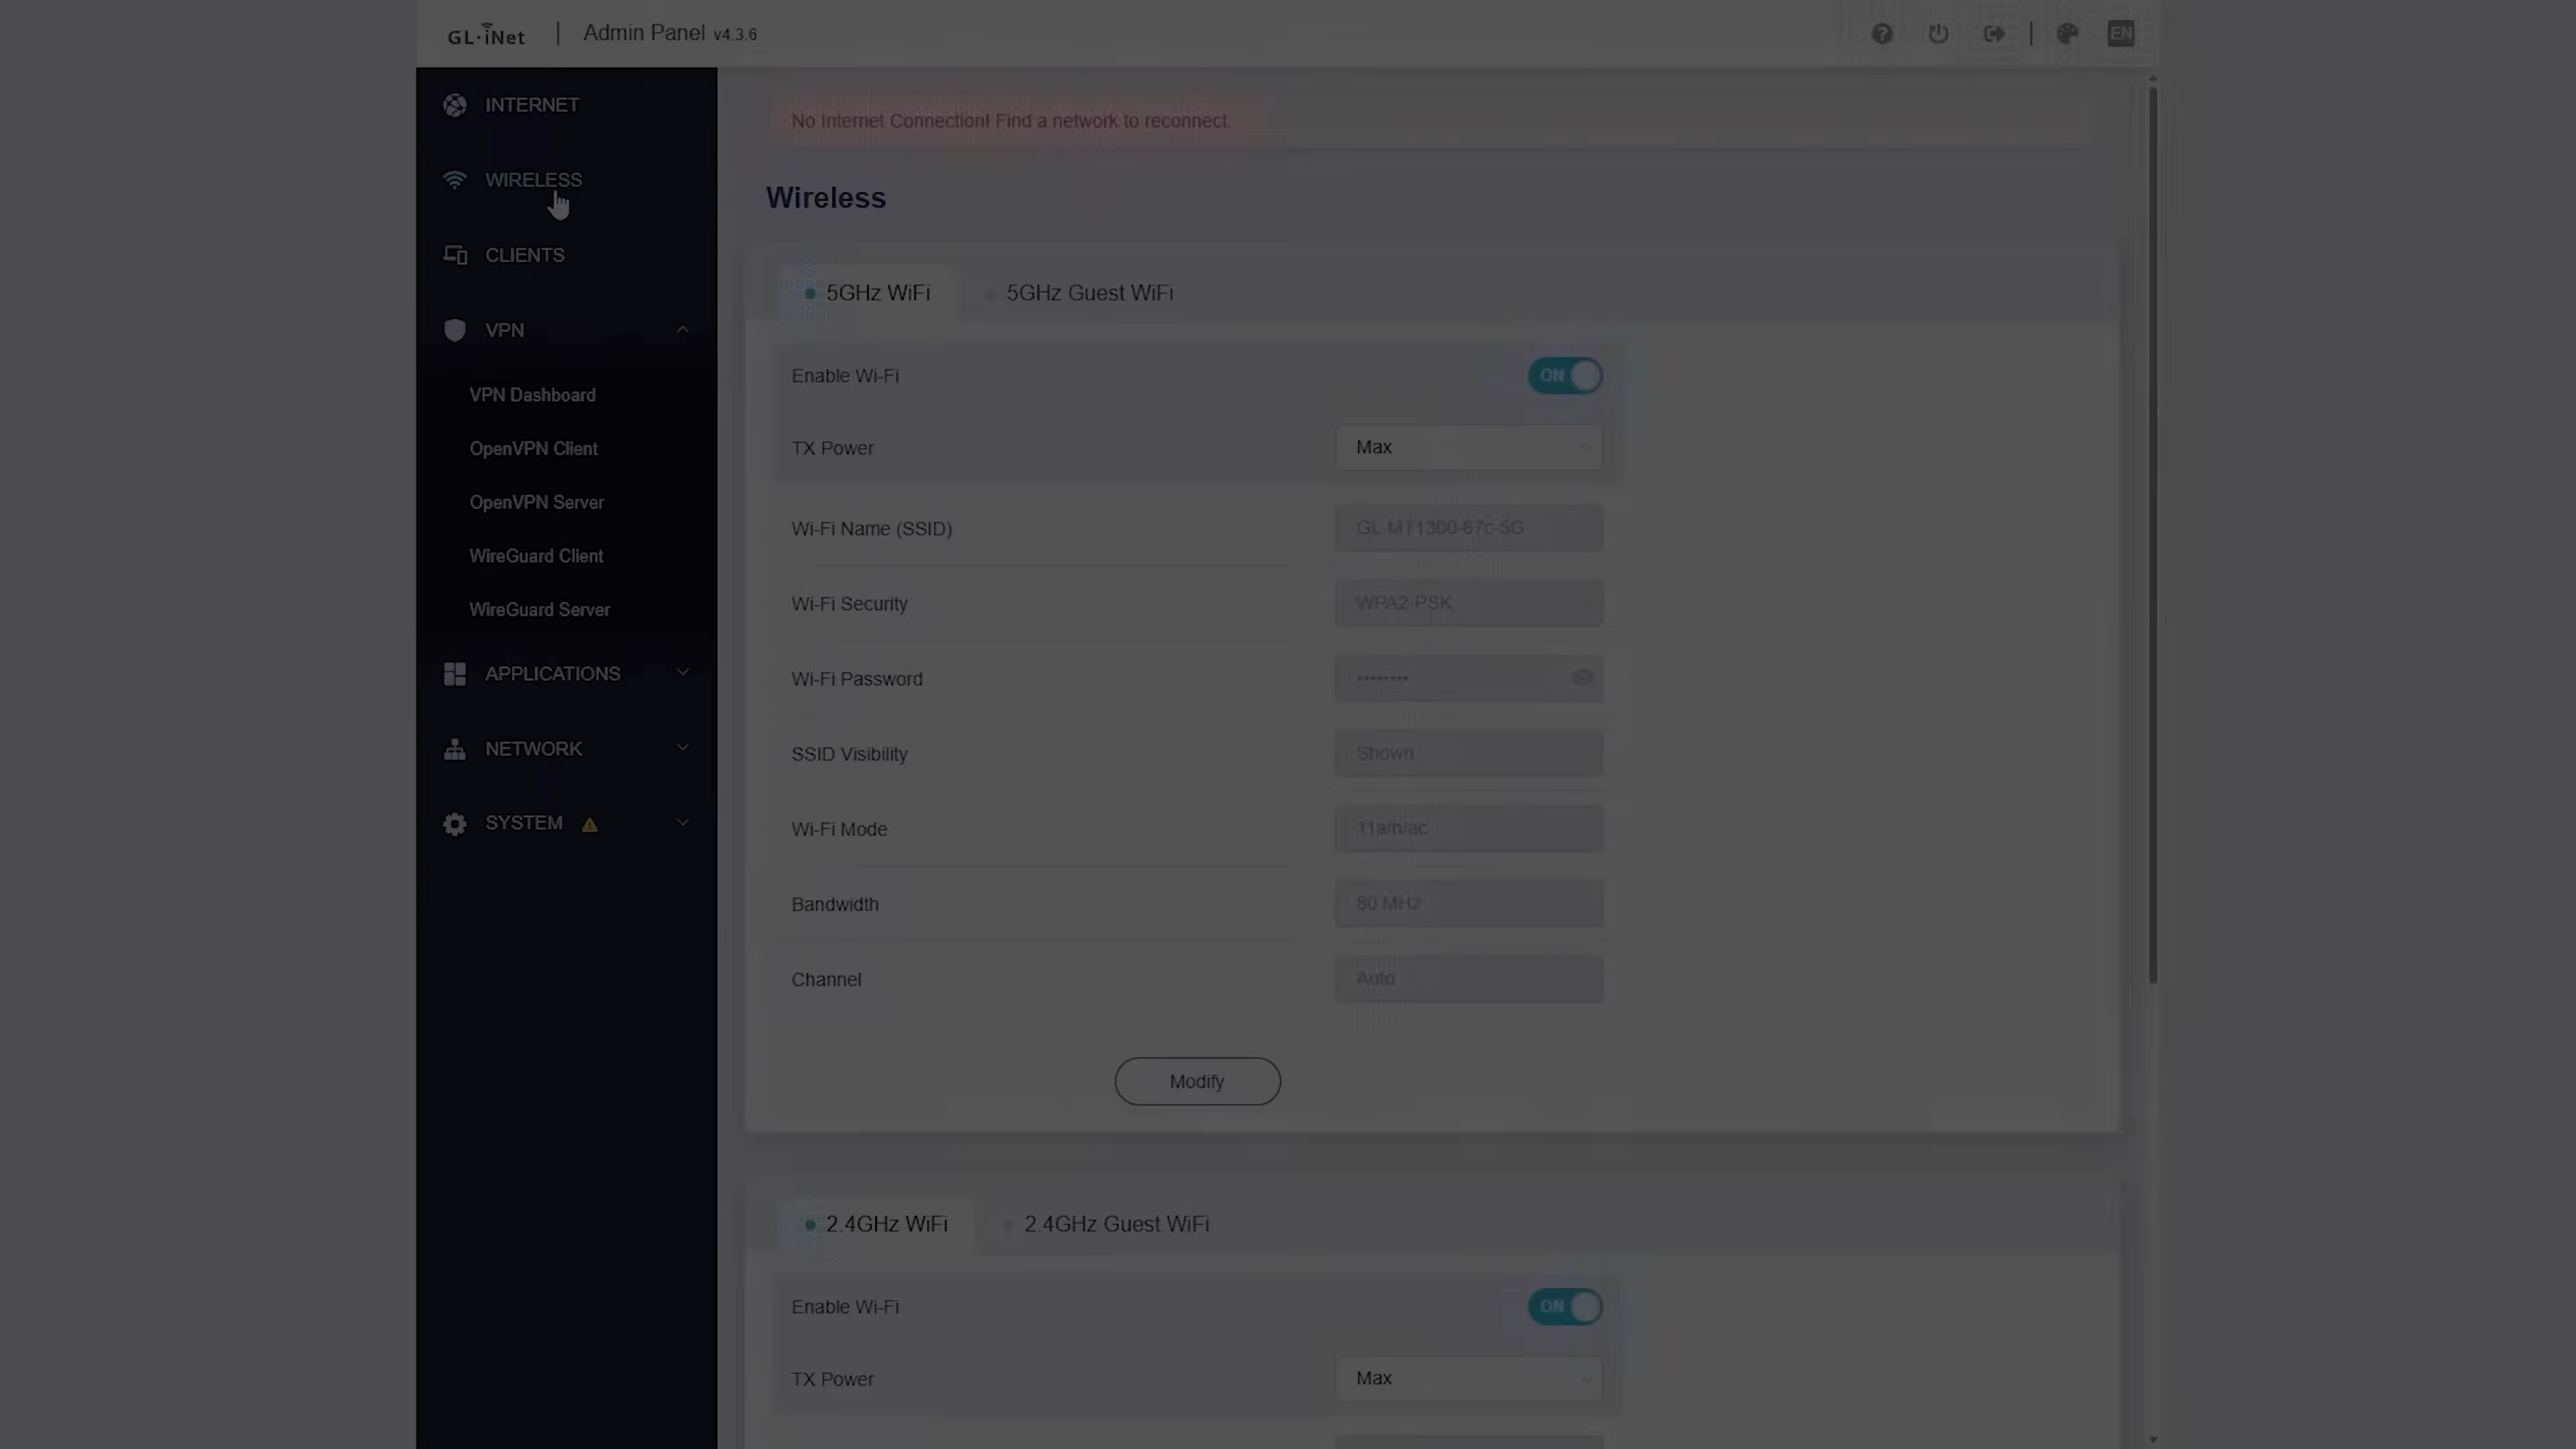 GL·iNet | Admin Panel v4.3.6
EN
INTERNET
WIRELESS
CLIENTS
VPN
VPN Dashboard
OpenVPN Client
OpenVPN Server
WireGuard Client
WireGuard Server
APPLICATIONS
NETWORK
SYSTEM
No Internet Connection! Find a network to reconnect.
Wireless
5GHz WiFi
5GHz Guest WiFi
Enable Wi-Fi
ON
TX Power
Max
Wi-Fi Name (SSID)
GL-MT1300-87c-5G
Wi-Fi Security
WPA2-PSK
Wi-Fi Password
••••••••
SSID Visibility
Shown
Wi-Fi Mode
11a/n/ac
Bandwidth
80 MHz
Channel
Auto
Modify
2.4GHz WiFi
2.4GHz Guest WiFi
Enable Wi-Fi
ON
TX Power
Max